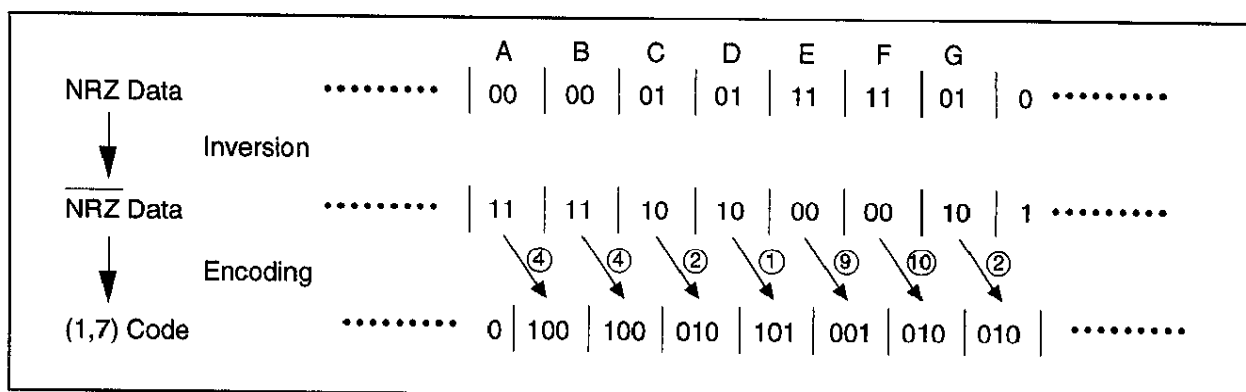 A B C D E F G
NRZ Data ········· | 00 | 00 | 01 | 01 | 11 | 11 | 01 | 0 ·········
Inversion
N̅R̅Z̅ Data ········· | 11 | 11 | 10 | 10 | 00 | 00 | 10 | 1 ·········
Encoding ④ ④ ② ① ⑨ ⑩ ②
(1,7) Code ········· 0 | 100 | 100 | 010 | 101 | 001 | 010 | 010 | ·········